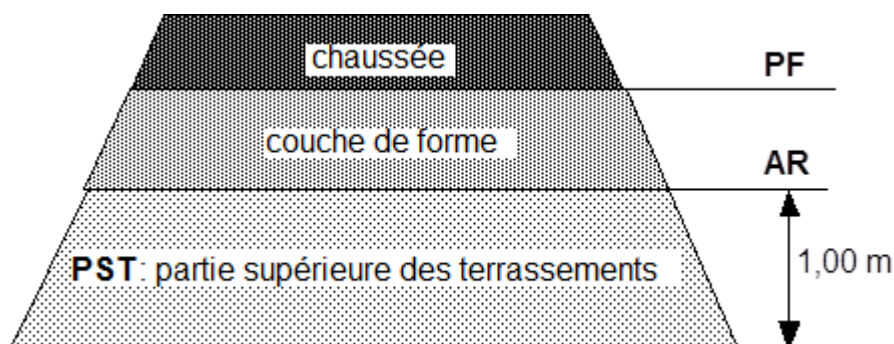 chaussée
PF
couche de forme
AR
PST: partie supérieure des terrassements
1,00 m